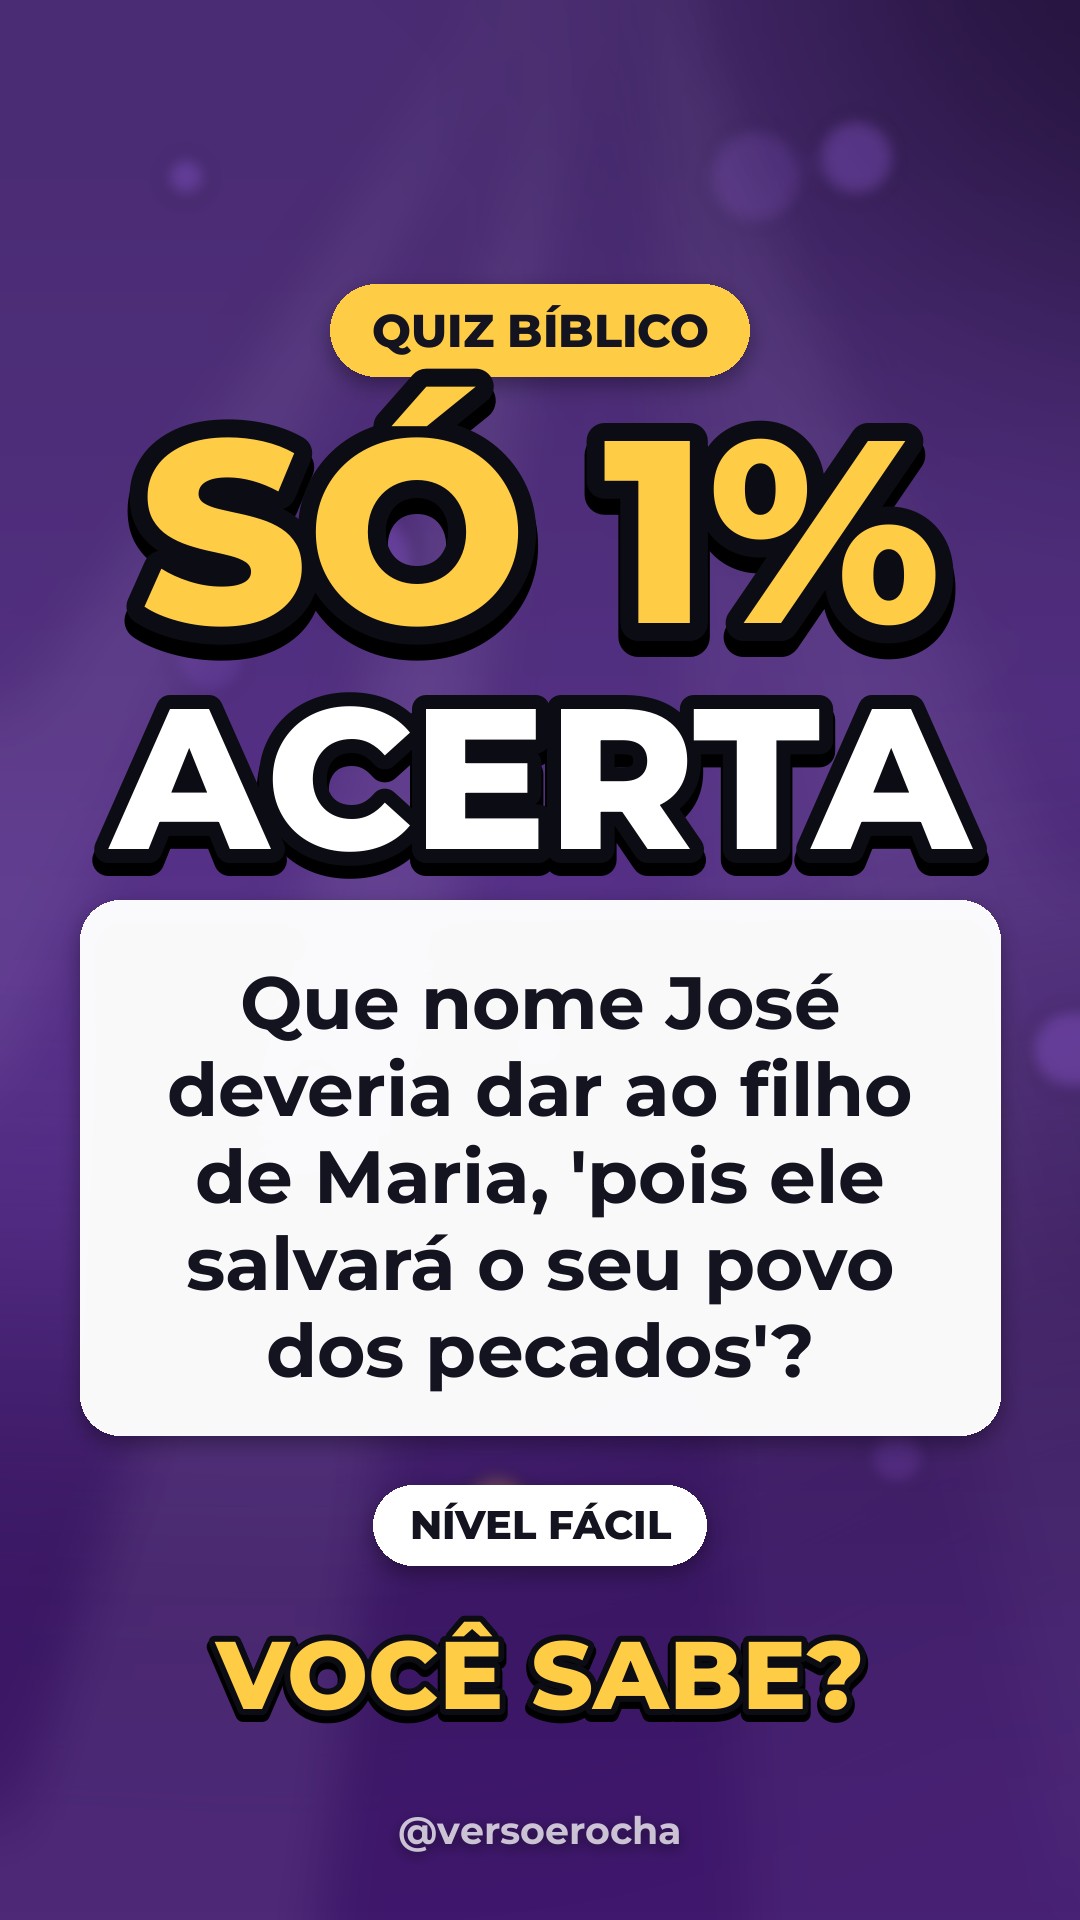 QUIZ BÍBLICO
SÓ 1%
ACERTA
Que nome José
deveria dar ao filho
de Maria, 'pois ele
salvará o seu povo
dos pecados'?
NÍVEL FÁCIL
VOCÊ SABE?
@versoerocha